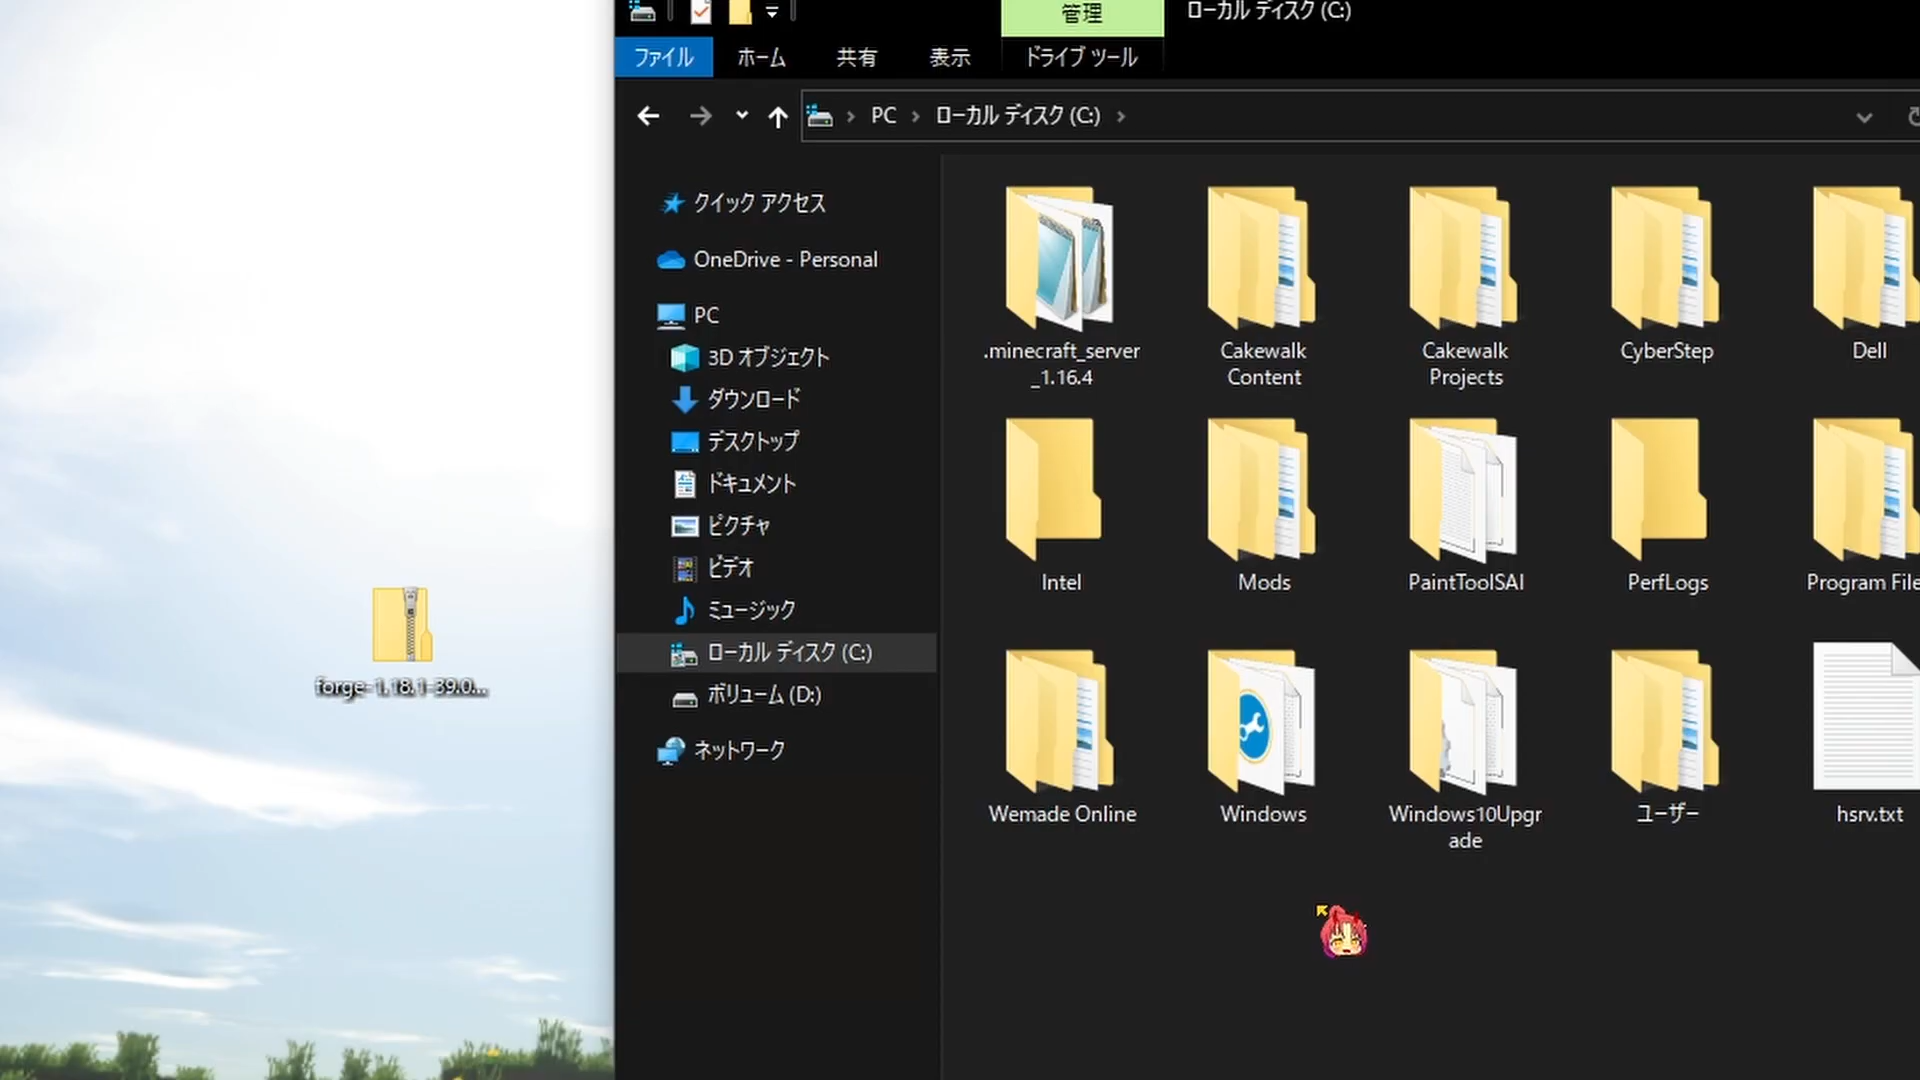 管理
ローカル ディスク (C:)
ファイル
ホーム
共有
表示
ドライブ ツール
PC
ローカル ディスク (C:)
クイック アクセス
OneDrive - Personal
PC
3D オブジェクト
ダウンロード
デスクトップ
ドキュメント
ピクチャ
ビデオ
ミュージック
ローカル ディスク (C:)
ボリューム (D:)
ネットワーク
.minecraft_server
_1.16.4
Cakewalk
Content
Cakewalk
Projects
CyberStep
Dell
Intel
Mods
PaintToolSAI
PerfLogs
Program File
Wemade Online
Windows
Windows10Upgr
ade
ユーザー
hsrv.txt
forge-1.18.1-39.0...